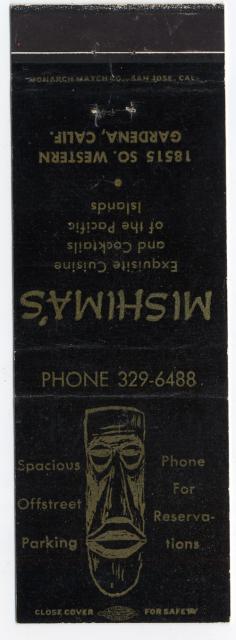 MONARCH MATCH CO., SAN JOSE, CAL.
MISHIMA'S
Exquisite Cuisine
and Cocktails
of the Pacific
Islands
18515 SO. WESTERN
GARDENA, CALIF.
PHONE 329-6488
Spacious
Offstreet
Parking
Phone
For
Reserva-
tions
CLOSE COVER FOR SAFETY